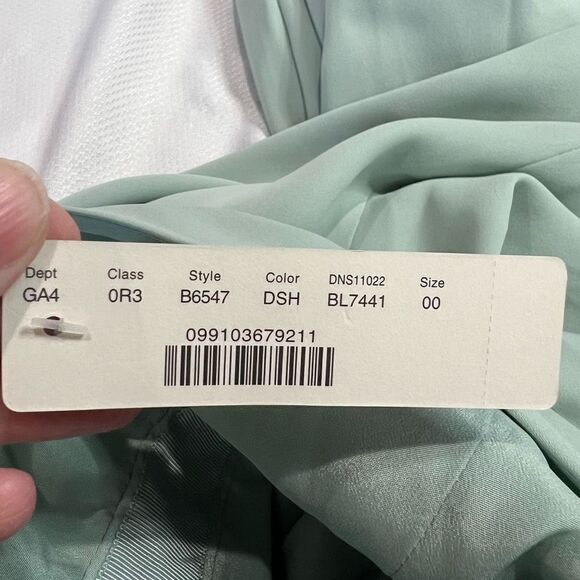 Dept Class Style Color DNS11022 Size
GA4 0R3 B6547 DSH BL7441 00
099103679211